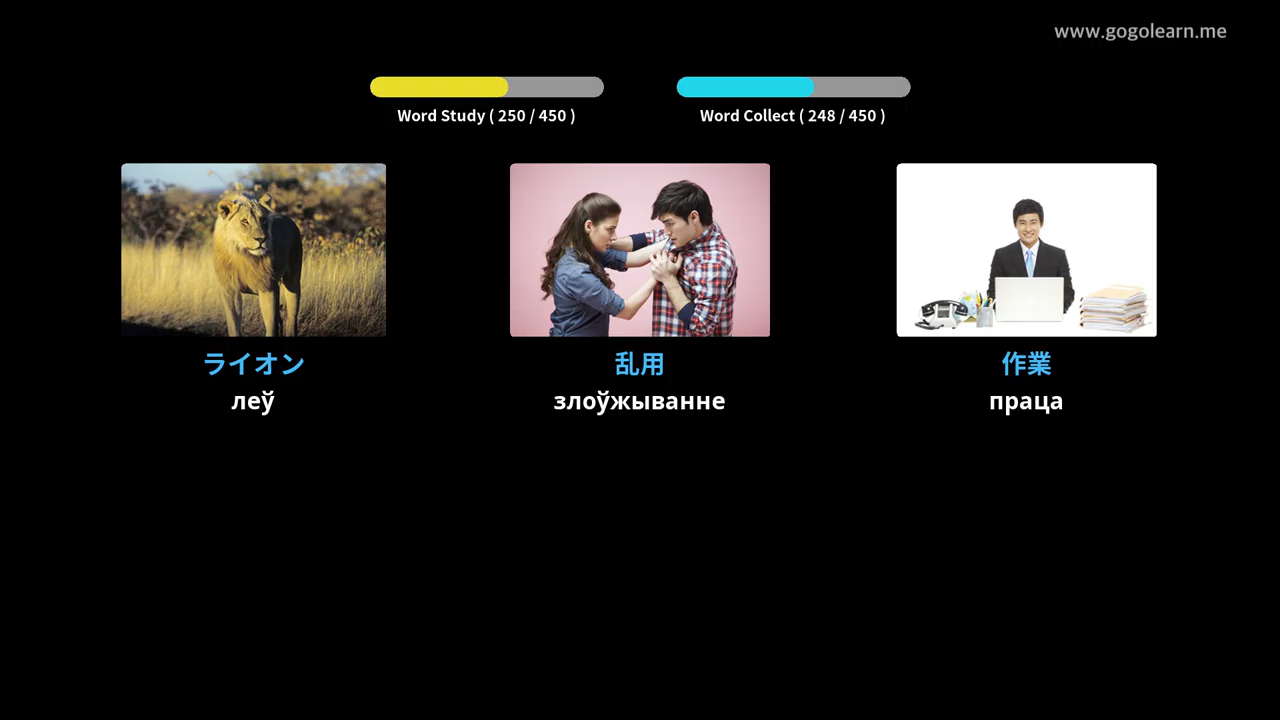 www.gogolearn.me
Word Study ( 250 / 450 )
Word Collect ( 248 / 450 )
ライオン
леў
乱用
злоўжыванне
作業
праца